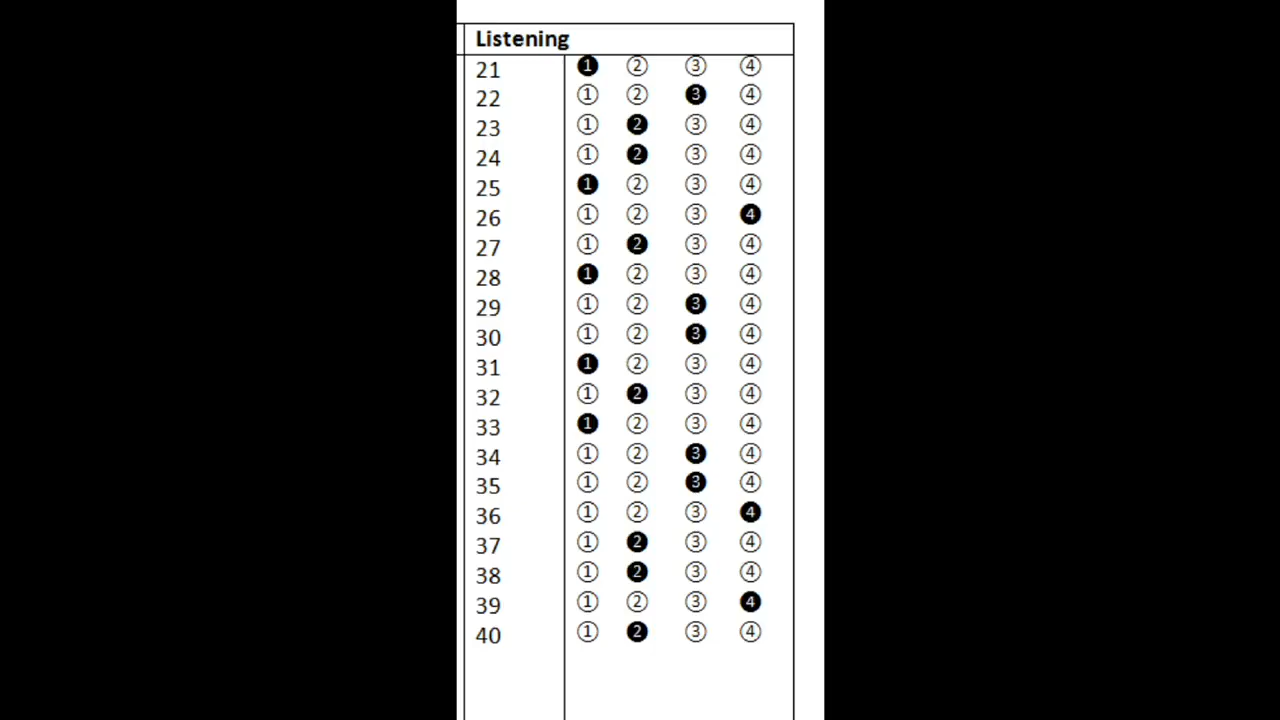 Listening
21 ❶ ② ③ ④
22 ① ② ❸ ④
23 ① ❷ ③ ④
24 ① ❷ ③ ④
25 ❶ ② ③ ④
26 ① ② ③ ❹
27 ① ❷ ③ ④
28 ❶ ② ③ ④
29 ① ② ❸ ④
30 ① ② ❸ ④
31 ❶ ② ③ ④
32 ① ❷ ③ ④
33 ❶ ② ③ ④
34 ① ② ❸ ④
35 ① ② ❸ ④
36 ① ② ③ ❹
37 ① ❷ ③ ④
38 ① ❷ ③ ④
39 ① ② ③ ❹
40 ① ❷ ③ ④